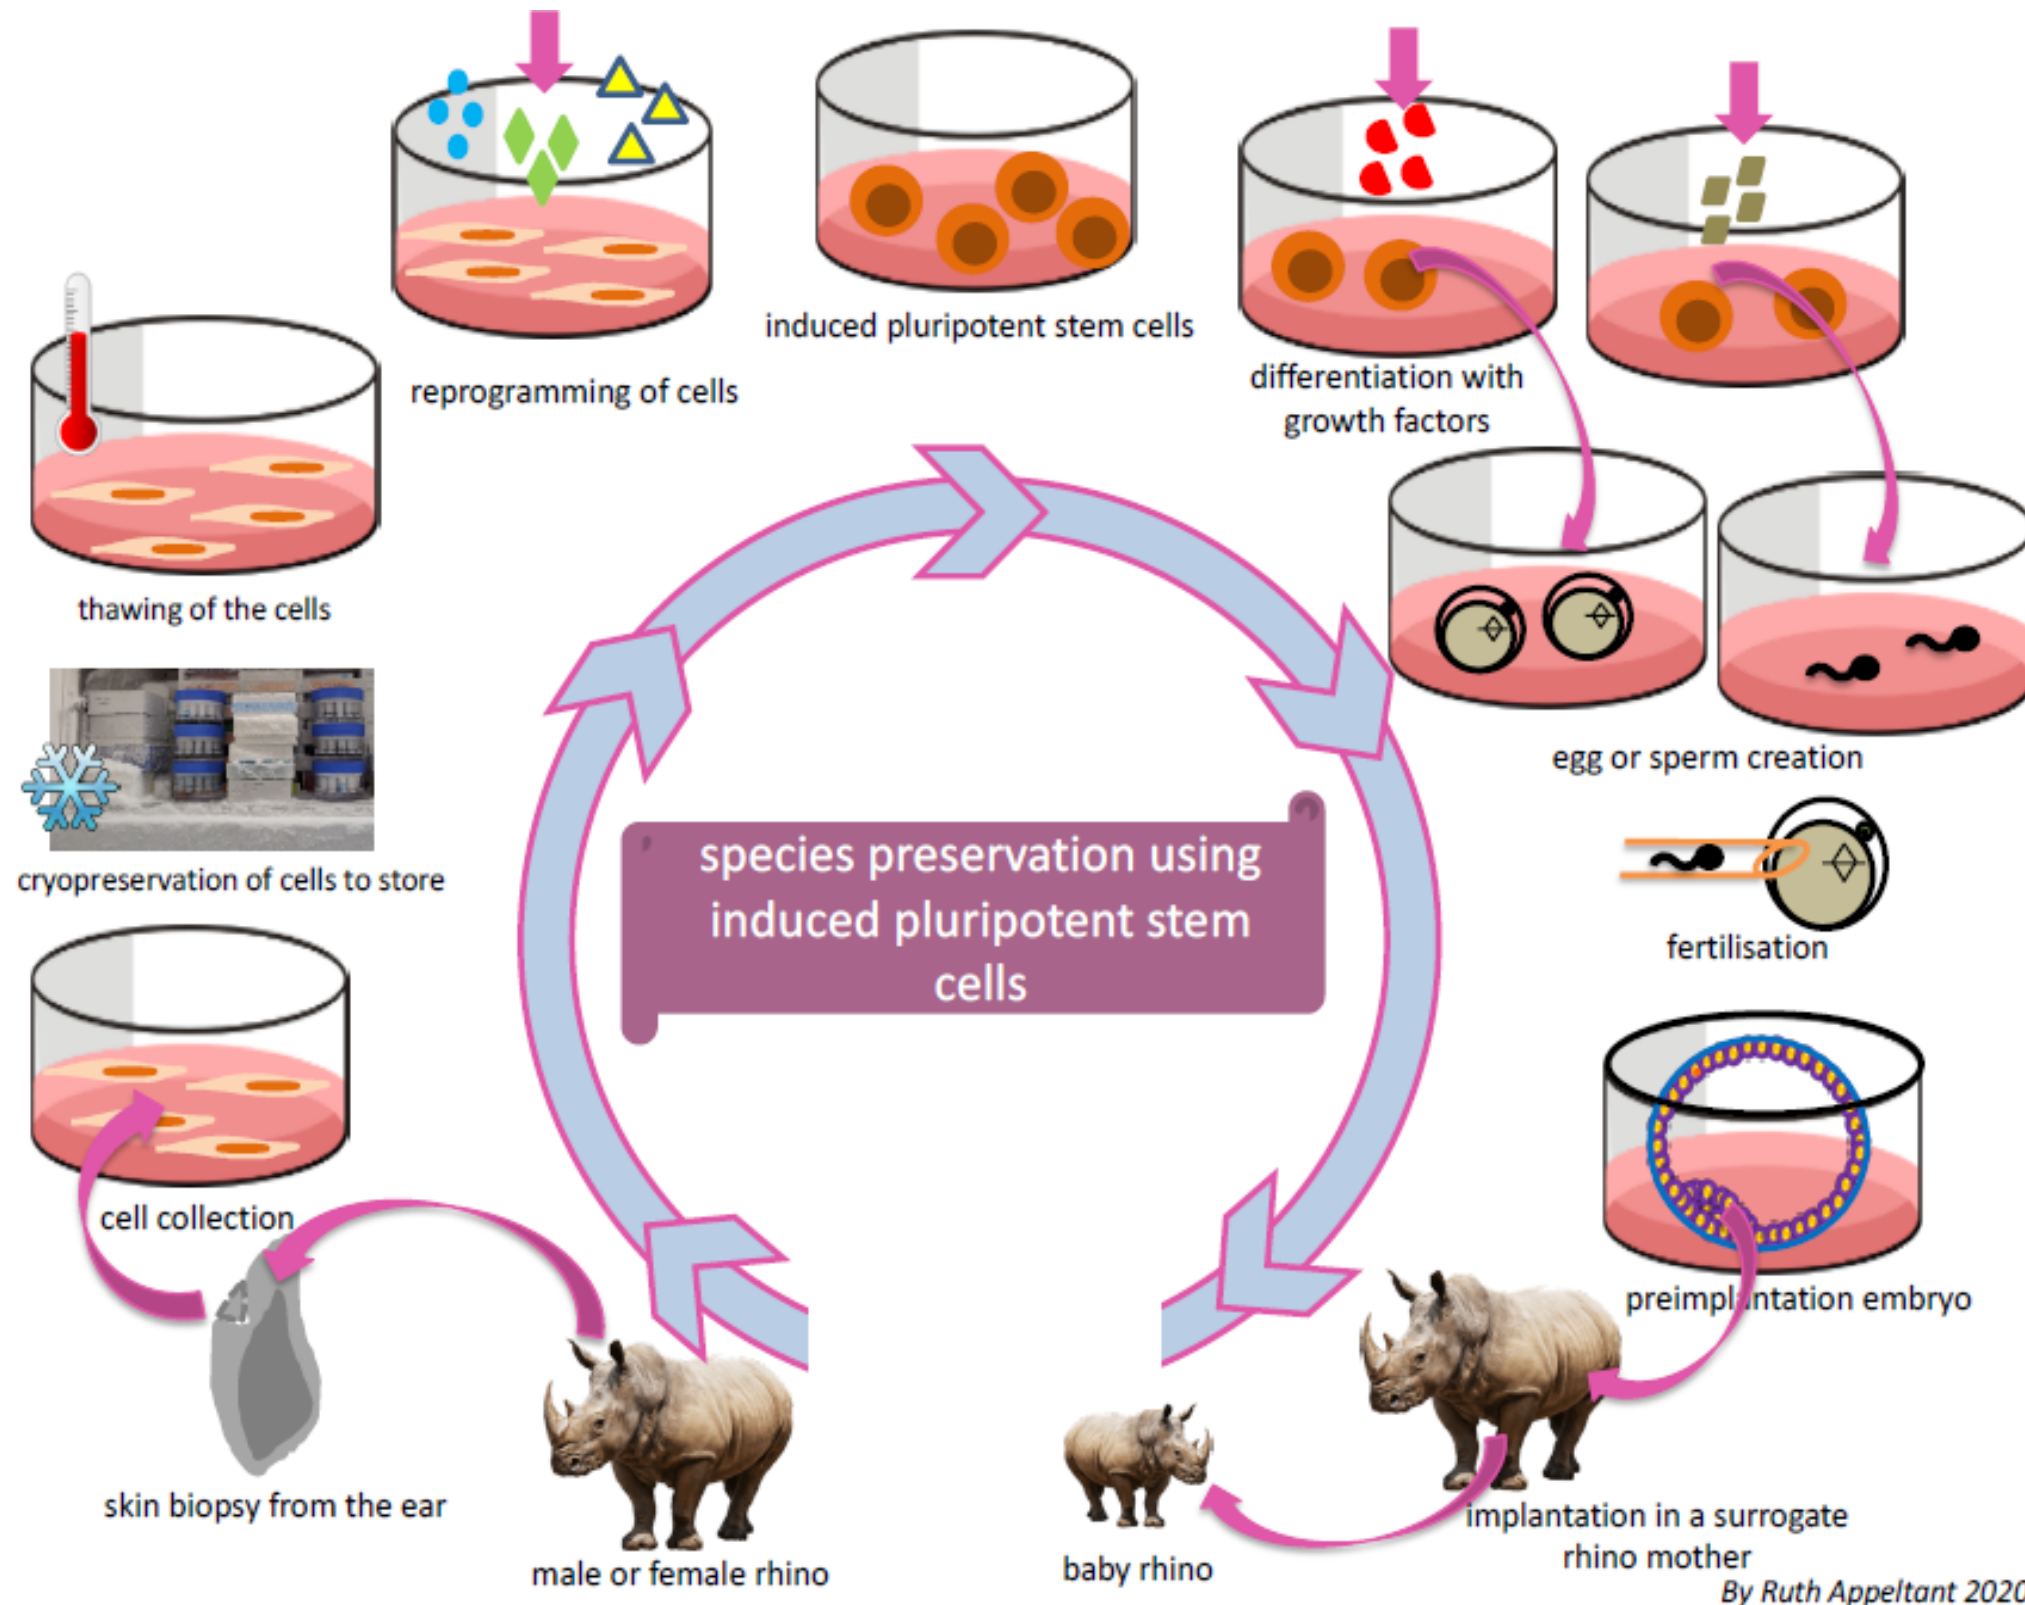 reprogramming of cells
induced pluripotent stem cells
differentiation with
growth factors
thawing of the cells
egg or sperm creation
cryopreservation of cells to store
species preservation using
induced pluripotent stem
cells
fertilisation
cell collection
preimplantation embryo
skin biopsy from the ear
male or female rhino
baby rhino
implantation in a surrogate
rhino mother
By Ruth Appeltant 2020